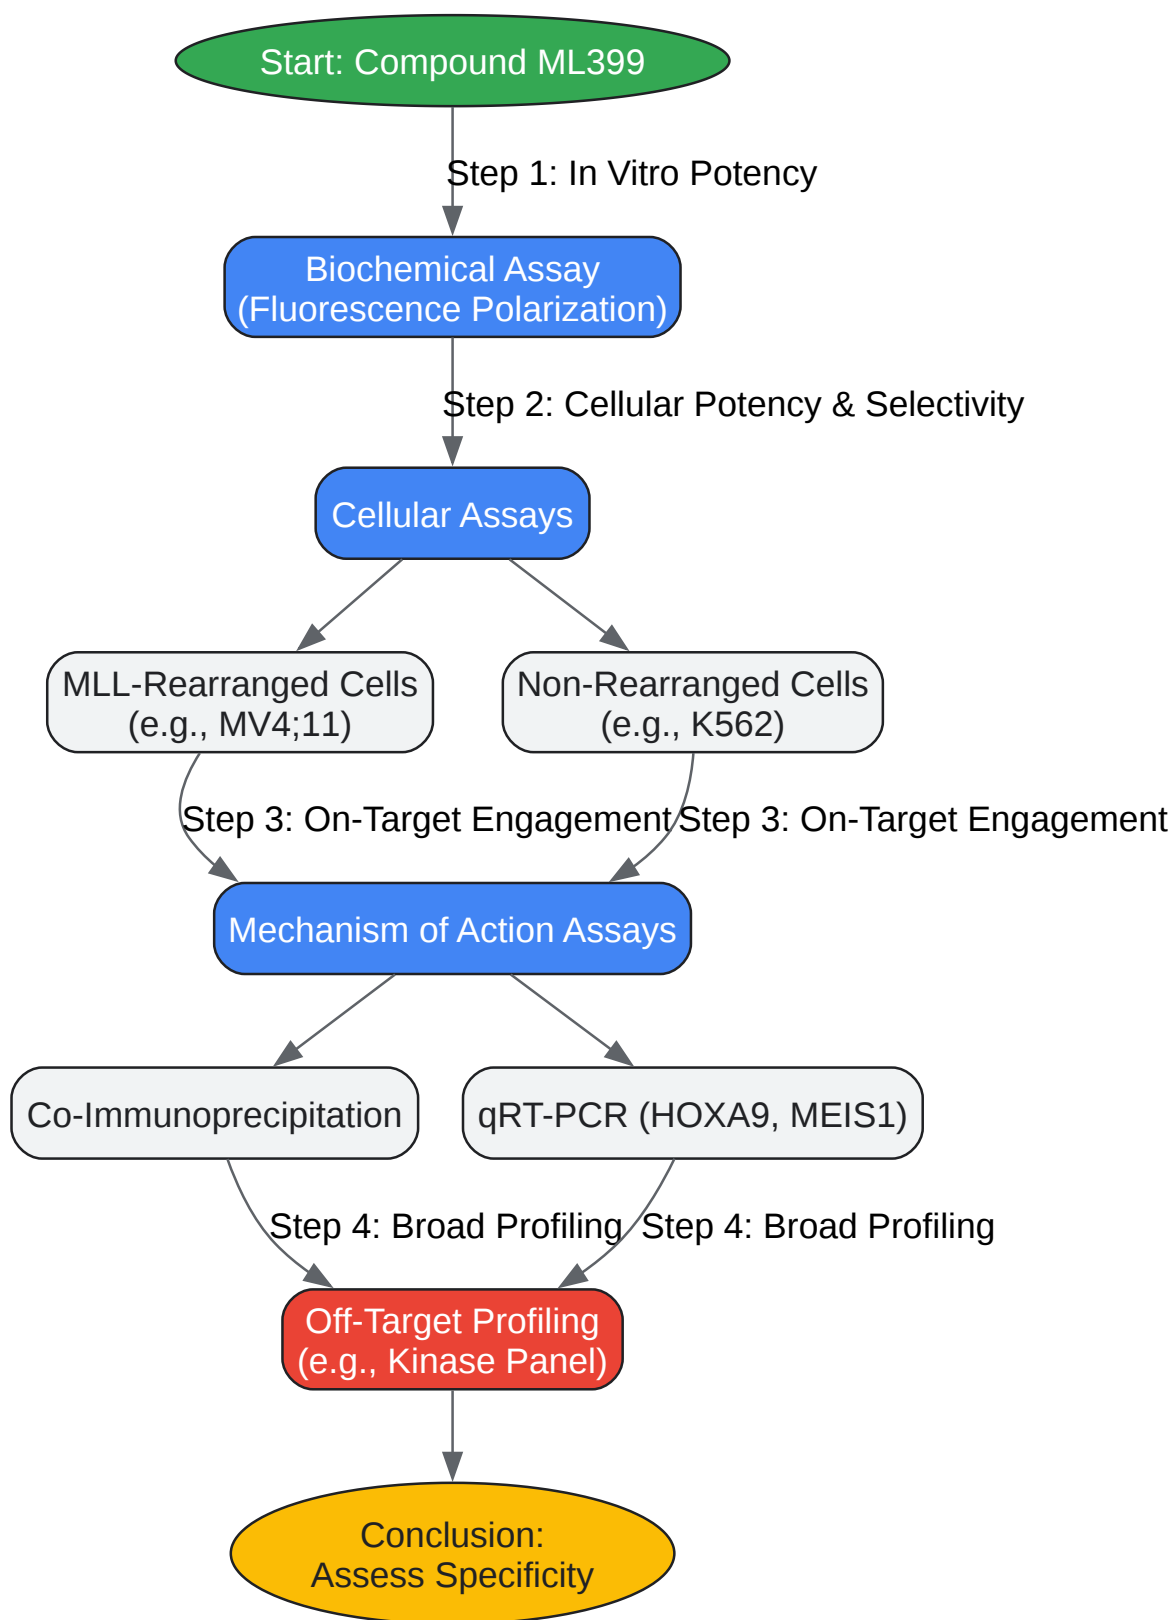 Start: Compound ML399
Step 1: In Vitro Potency
Biochemical Assay
(Fluorescence Polarization)
Step 2: Cellular Potency & Selectivity
Cellular Assays
MLL-Rearranged Cells
(e.g., MV4;11)
Non-Rearranged Cells
(e.g., K562)
Step 3: On-Target Engagement
Step 3: On-Target Engagement
Mechanism of Action Assays
Co-Immunoprecipitation
qRT-PCR (HOXA9, MEIS1)
Step 4: Broad Profiling
Step 4: Broad Profiling
Off-Target Profiling
(e.g., Kinase Panel)
Conclusion:
Assess Specificity